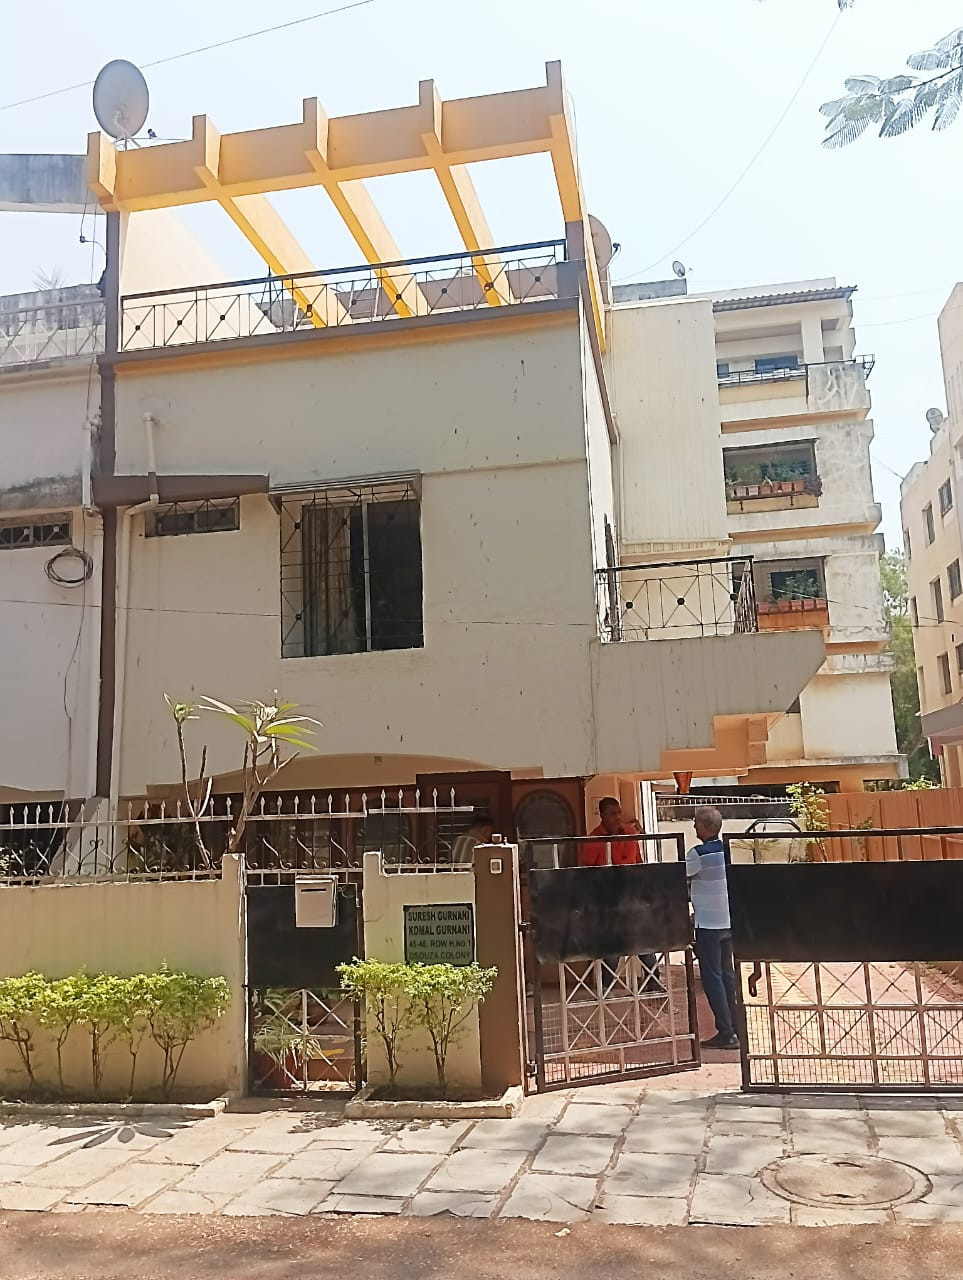 SURESH GURNANI
KOMAL GURNANI
45-46, ROW H.No.1
DSOUZA COLONY